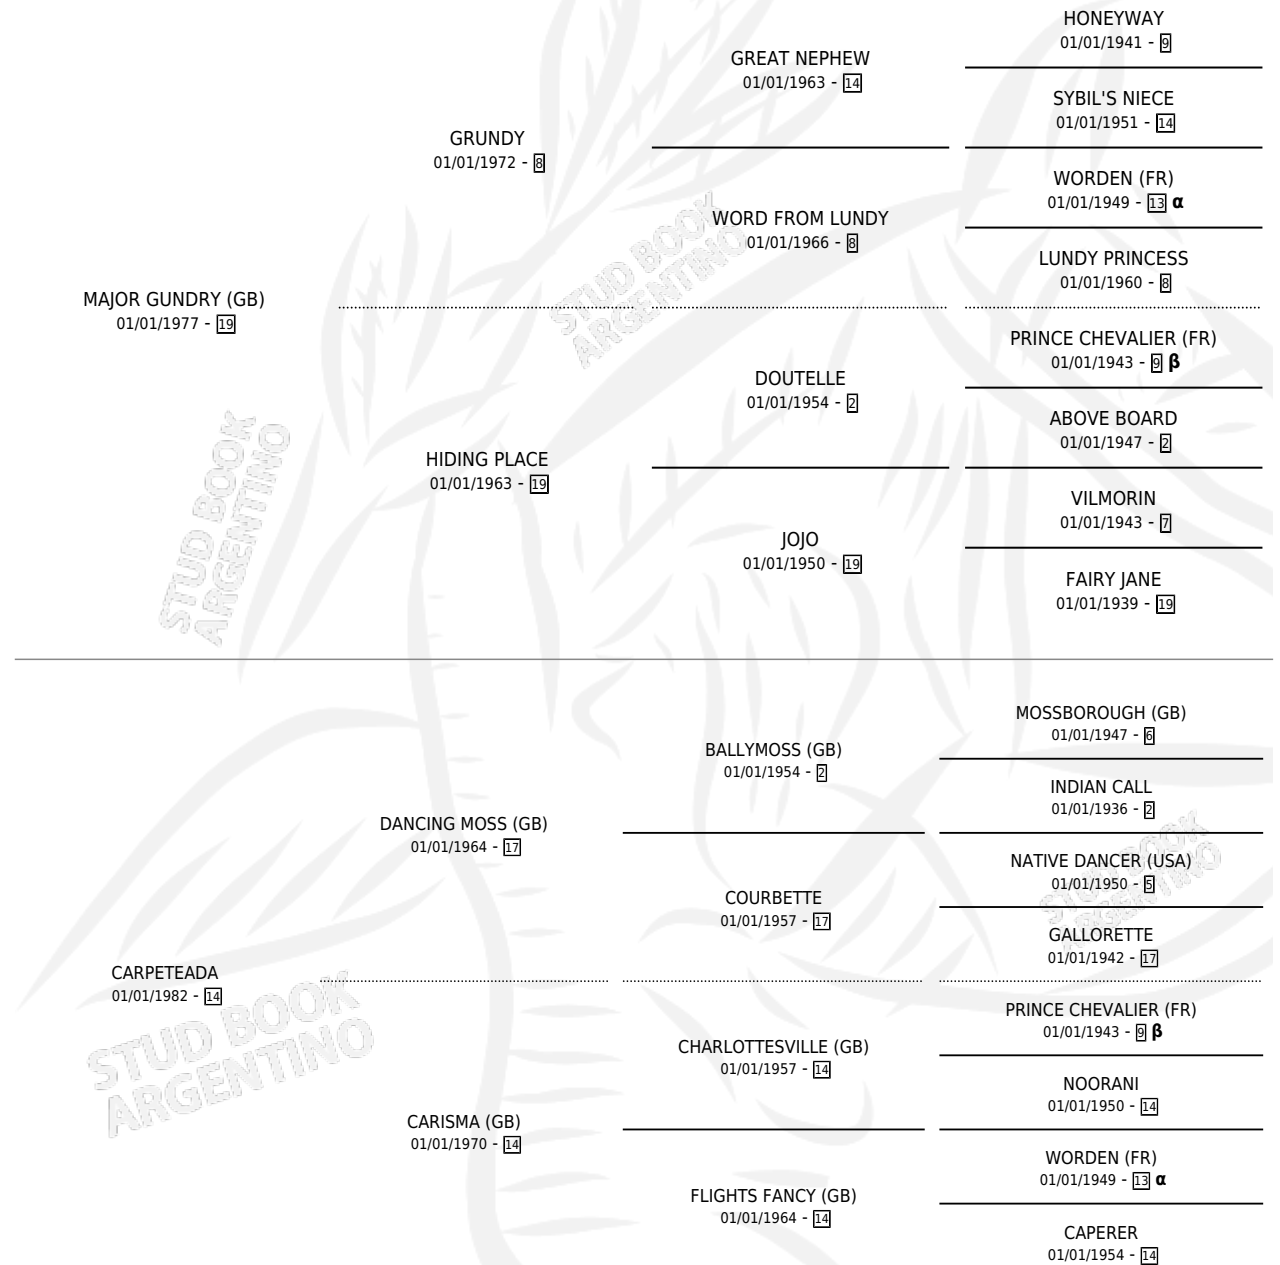 HONEYWAY
01/01/1941 - 9
GREAT NEPHEW
01/01/1963 - 14
SYBIL'S NIECE
01/01/1951 - 14
GRUNDY
01/01/1972 - 8
WORDEN (FR)
01/01/1949 - 13 α
WORD FROM LUNDY
01/01/1966 - 8
LUNDY PRINCESS
01/01/1960 - 8
MAJOR GUNDRY (GB)
01/01/1977 - 19
PRINCE CHEVALIER (FR)
01/01/1943 - 9 β
DOUTELLE
01/01/1954 - 2
ABOVE BOARD
01/01/1947 - 2
HIDING PLACE
01/01/1963 - 19
VILMORIN
01/01/1943 - 7
JOJO
01/01/1950 - 19
FAIRY JANE
01/01/1939 - 19
STUD BOOK
ARGENTINO
STUD BOOK
ARGENTINO
MOSSBOROUGH (GB)
01/01/1947 - 6
BALLYMOSS (GB)
01/01/1954 - 2
INDIAN CALL
01/01/1936 - 2
DANCING MOSS (GB)
01/01/1964 - 17
NATIVE DANCER (USA)
01/01/1950 - 5
COURBETTE
01/01/1957 - 17
GALLORETTE
01/01/1942 - 17
CARPETEADA
01/01/1982 - 14
PRINCE CHEVALIER (FR)
01/01/1943 - 9 β
CHARLOTTESVILLE (GB)
01/01/1957 - 14
NOORANI
01/01/1950 - 14
CARISMA (GB)
01/01/1970 - 14
WORDEN (FR)
01/01/1949 - 13 α
FLIGHTS FANCY (GB)
01/01/1964 - 14
CAPERER
01/01/1954 - 14
STUD BOOK
ARGENTINO
STUD BOOK
ARGENTINO